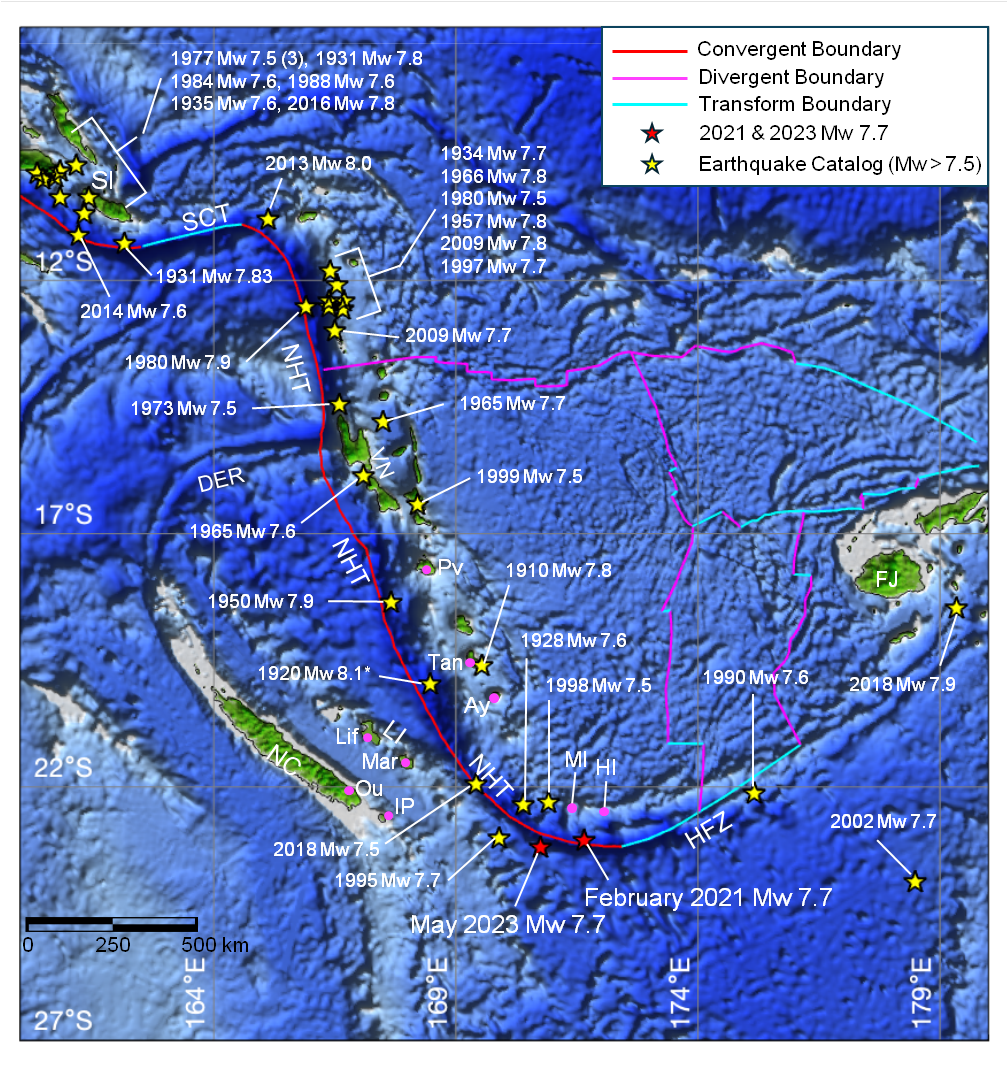 1977 Mw 7.5 (3), 1931 Mw 7.8
1984 Mw 7.6, 1988 Mw 7.6
1935 Mw 7.6, 2016 Mw 7.8
Convergent Boundary
Divergent Boundary
Transform Boundary
2021 & 2023 Mw 7.7
Earthquake Catalog (Mw > 7.5)
2013 Mw 8.0
1934 Mw 7.7
1966 Mw 7.8
1980 Mw 7.5
1957 Mw 7.8
2009 Mw 7.8
1997 Mw 7.7
SI
SCT
12°S
1931 Mw 7.83
2014 Mw 7.6
2009 Mw 7.7
1980 Mw 7.9
NHT
1973 Mw 7.5
1965 Mw 7.7
VN
DER
1999 Mw 7.5
17°S
1965 Mw 7.6
NHT
Pv
1910 Mw 7.8
FJ
1950 Mw 7.9
1928 Mw 7.6
Tan
1920 Mw 8.1*
1998 Mw 7.5
1990 Mw 7.6
2018 Mw 7.9
Ay
Lif
LI
Mar
NC
22°S
NHT
MI
HI
Ou
IP
HFZ
2002 Mw 7.7
2018 Mw 7.5
1995 Mw 7.7
February 2021 Mw 7.7
May 2023 Mw 7.7
0 250 500 km
164°E
169°E
174°E
179°E
27°S